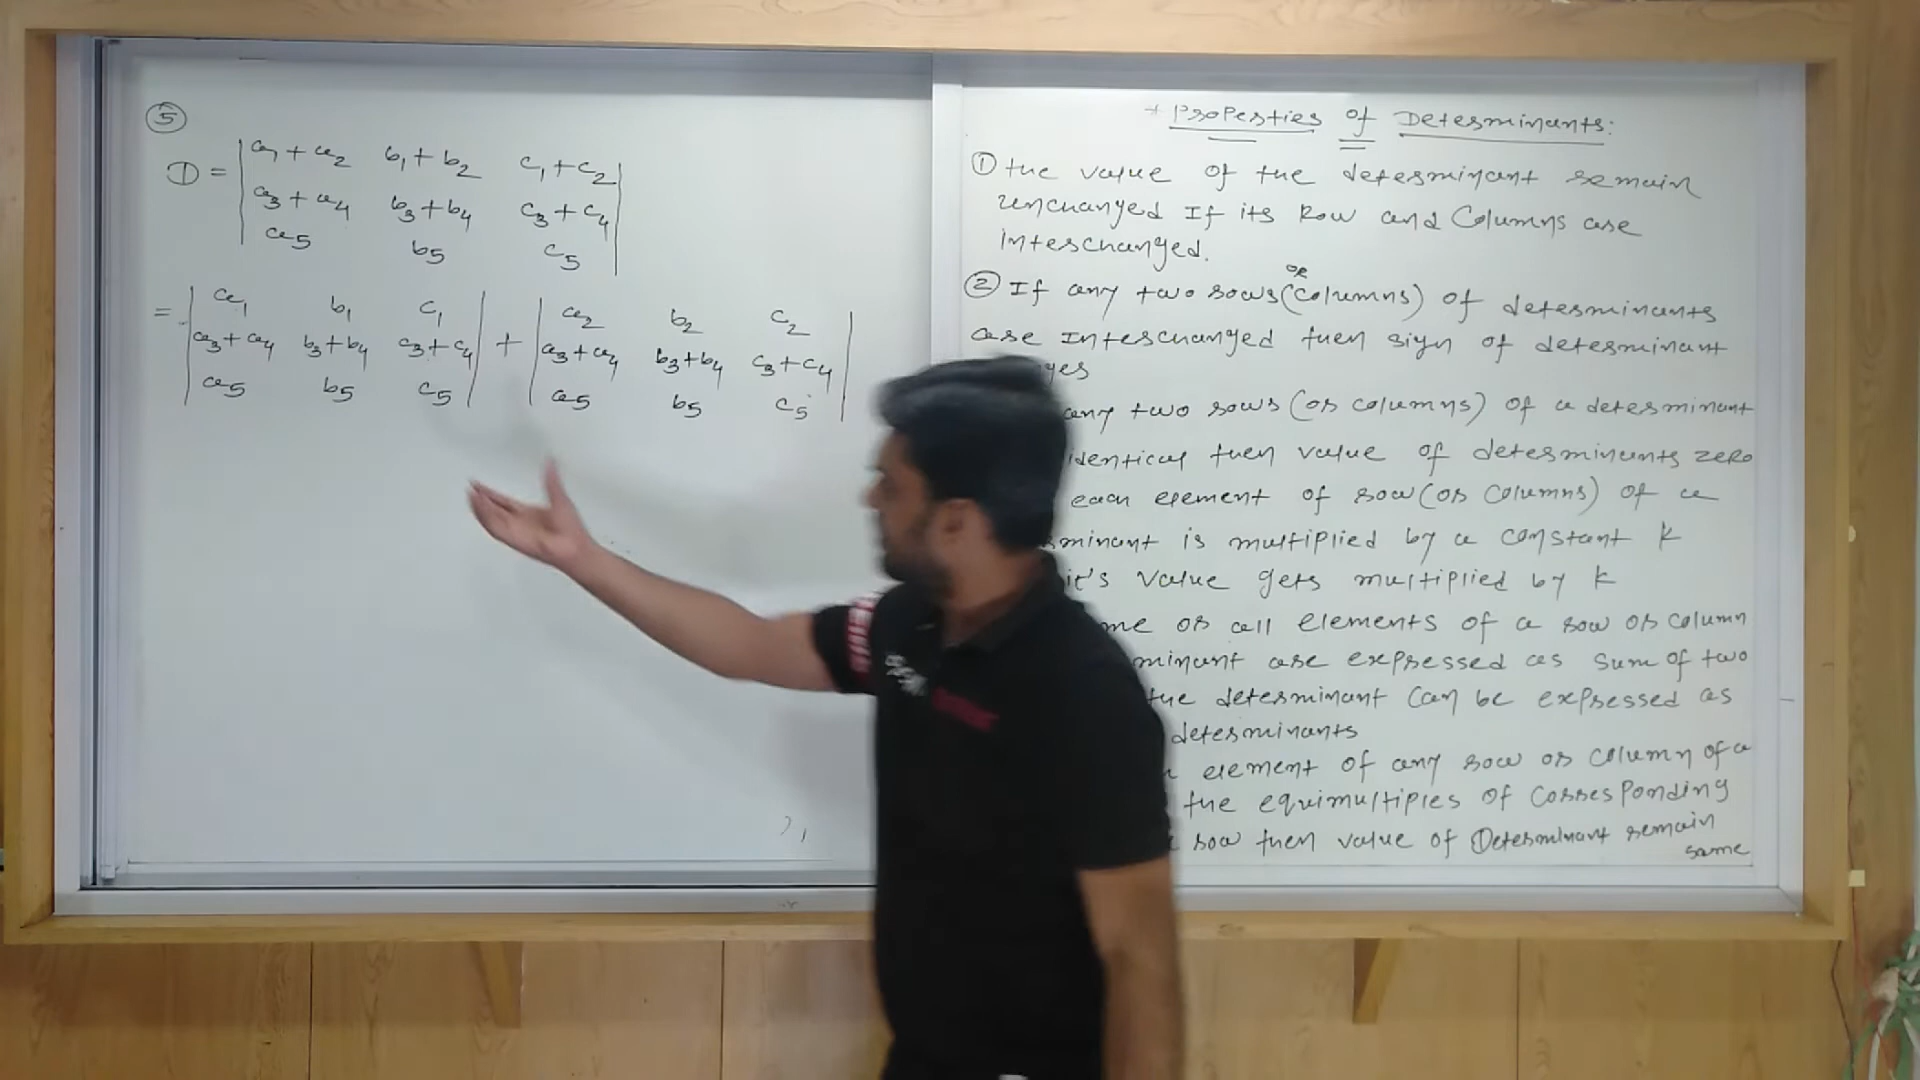 ⑤
D = | a₁ + a₂ b₁ + b₂ c₁ + c₂ |
| a₃ + a₄ b₃ + b₄ c₃ + c₄ |
| a₅ b₅ c₅ |
= | a₁ b₁ c₁ | + | a₂ b₂ c₂ |
| a₃ + a₄ b₃ + b₄ c₃ + c₄ | | a₃ + a₄ b₃ + b₄ c₃ + c₄ |
| a₅ b₅ c₅ | | a₅ b₅ c₅ |
* Properties of Determinants:
① the value of the determinant remain
unchanged If its Row and Columns are
interchanged.
② If any two rows (or columns) of determinants
are Interchanged then sign of determinant
any two rows (or columns) of a determinant
identical then value of determinants zero
each element of row (or columns) of a
is multiplied by a constant k
it's value gets multiplied by k
or all elements of a row or column
are expressed as sum of two
the determinant can be expressed as
determinants
element of any row or column of a
the equimultiples of corresponding
row then value of Determinant remain
same